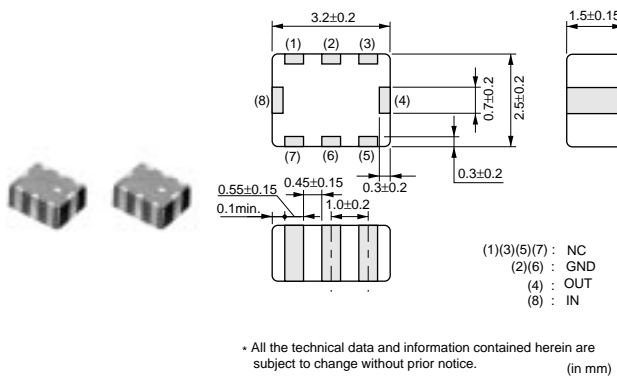 3.2±0.2
1.5±0.15
(1) (2) (3)
(8) (4)
0.7±0.2
2.5±0.2
(7) (6) (5)
0.3±0.2
0.3±0.2
0.55±0.15
0.45±0.15
1.0±0.2
0.1min.
(1)(3)(5)(7) : NC
(2)(6) : GND
(4) : OUT
(8) : IN
* All the technical data and information contained herein are
subject to change without prior notice.
(in mm)